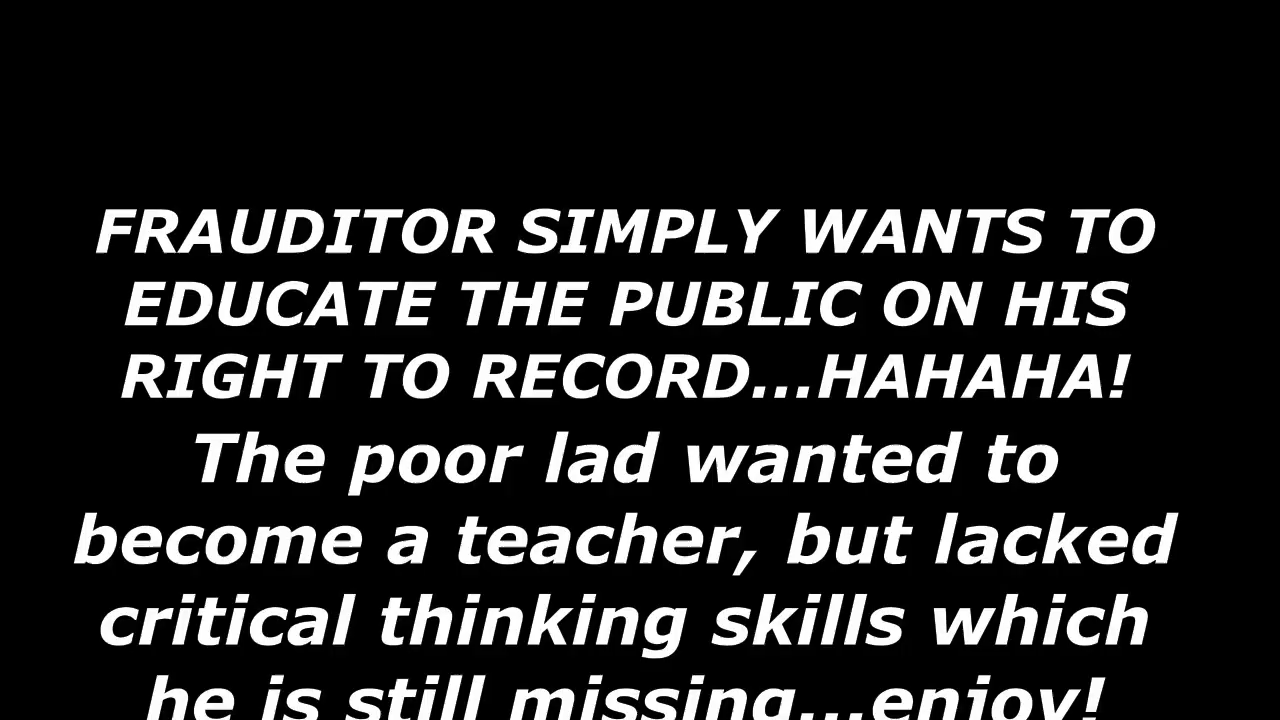 FRAUDITOR SIMPLY WANTS TO
EDUCATE THE PUBLIC ON HIS
RIGHT TO RECORD...HAHAHA!
The poor lad wanted to
become a teacher, but lacked
critical thinking skills which
he is still missing...enjoy!